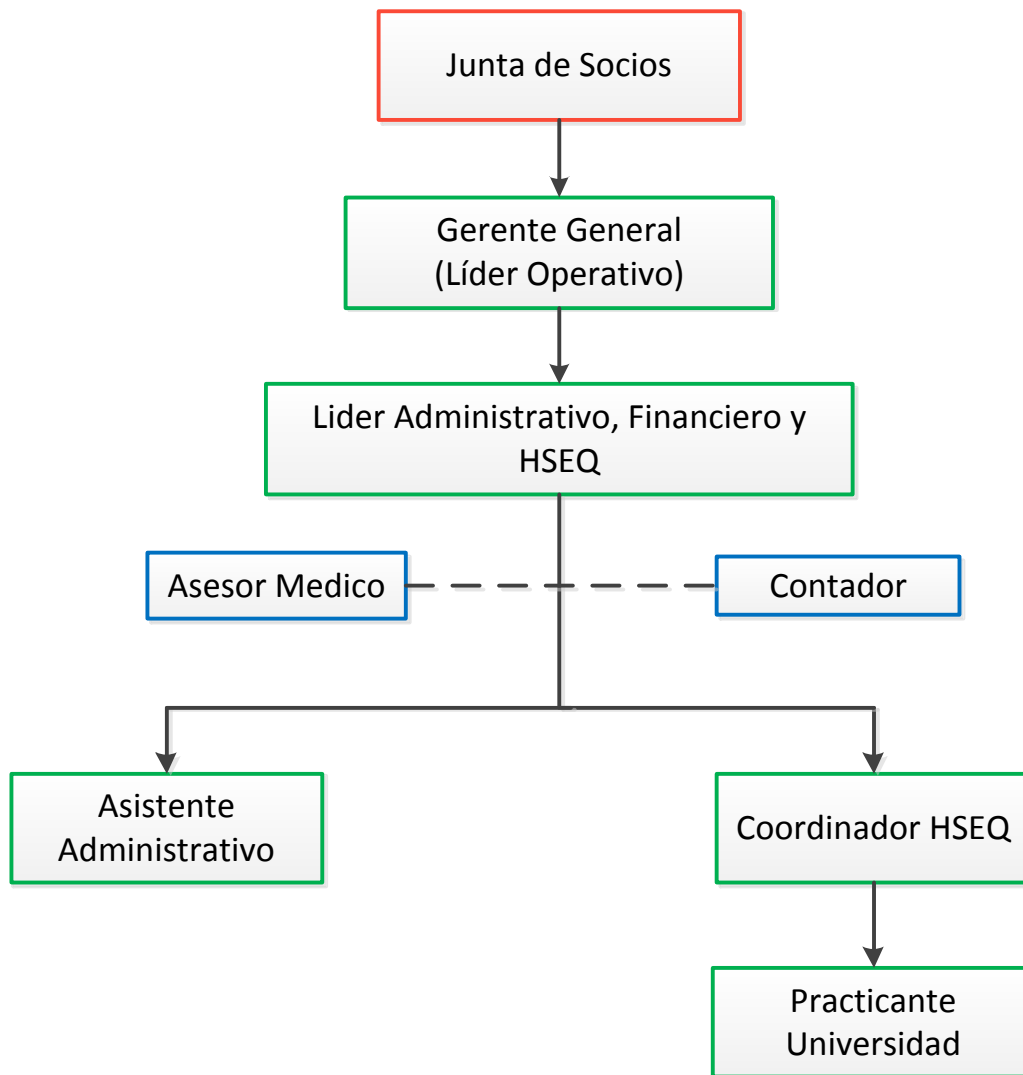 Junta de Socios
Gerente General
(Líder Operativo)
Lider Administrativo, Financiero y
HSEQ
Asesor Medico
Contador
Asistente
Administrativo
Coordinador HSEQ
Practicante
Universidad